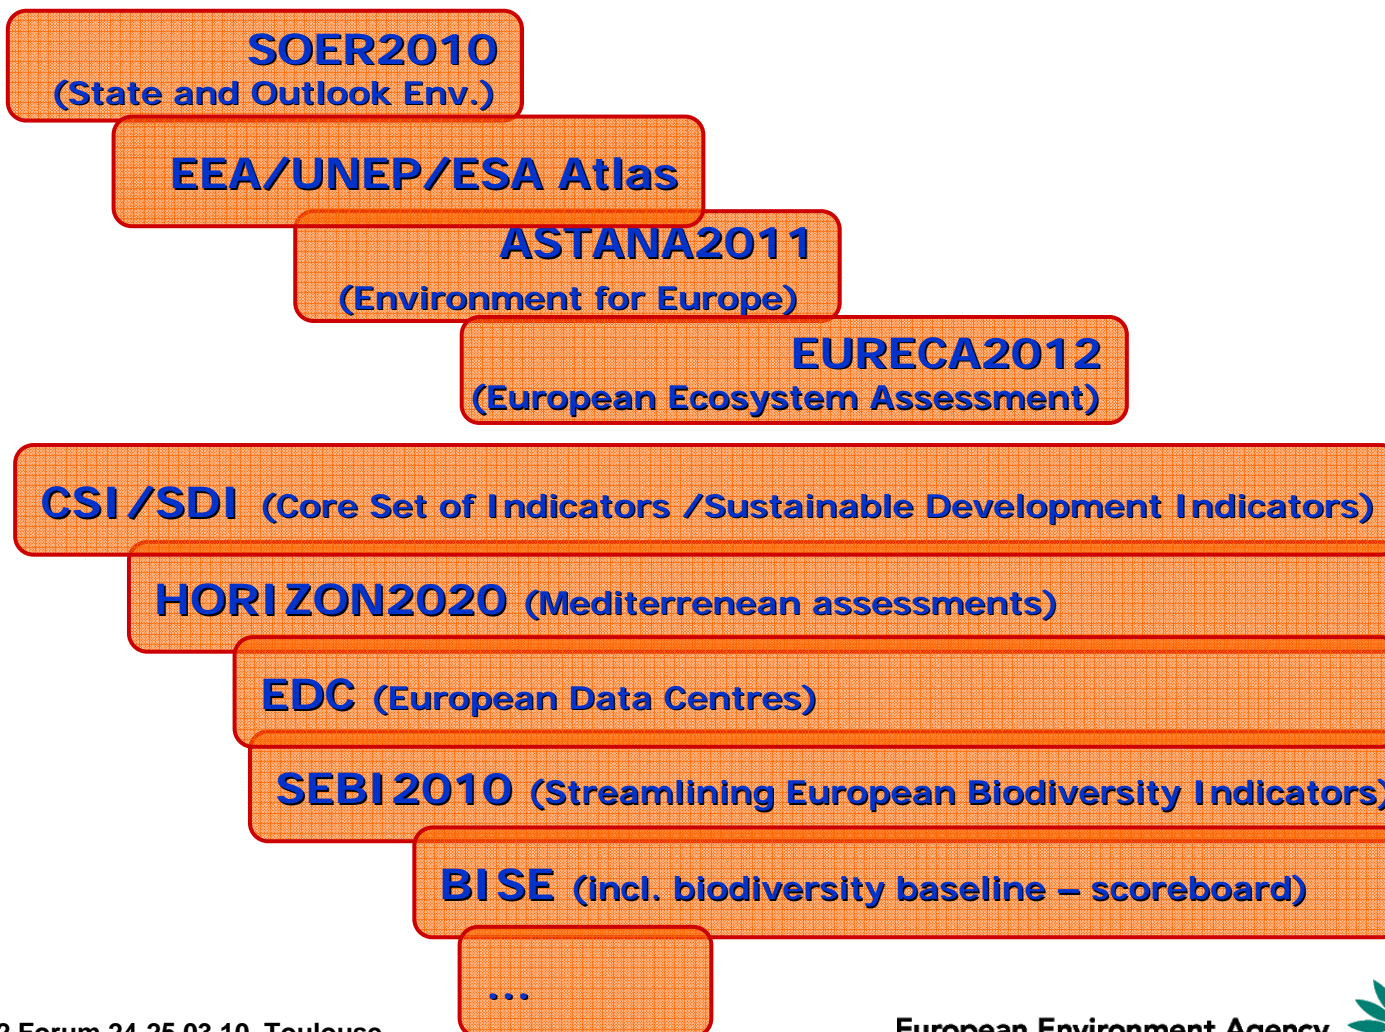 SOER2010
(State and Outlook Env.)
EEA/UNEP/ESA Atlas
ASTANA2011
(Environment for Europe)
EURECA2012
(European Ecosystem Assessment)
CSI/SDI (Core Set of Indicators /Sustainable Development Indicators)
HORIZON2020 (Mediterrenean assessments)
EDC (European Data Centres)
SEBI2010 (Streamlining European Biodiversity Indicators)
BISE (incl. biodiversity baseline – scoreboard)
...
2 Forum 24-25.03.10, Toulouse
European Environment Agency